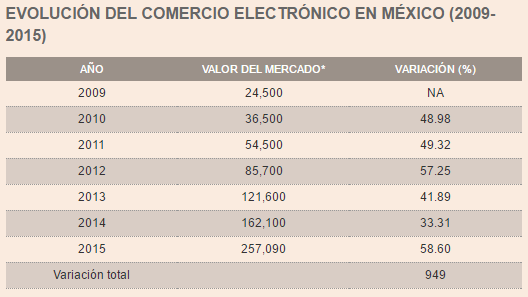 EVOLUCIÓN DEL COMERCIO ELECTRÓNICO EN MÉXICO (2009-
2015)
AÑO VALOR DEL MERCADO* VARIACIÓN (%)
2009 24,500 NA
2010 36,500 48.98
2011 54,500 49.32
2012 85,700 57.25
2013 121,600 41.89
2014 162,100 33.31
2015 257,090 58.60
Variación total 949